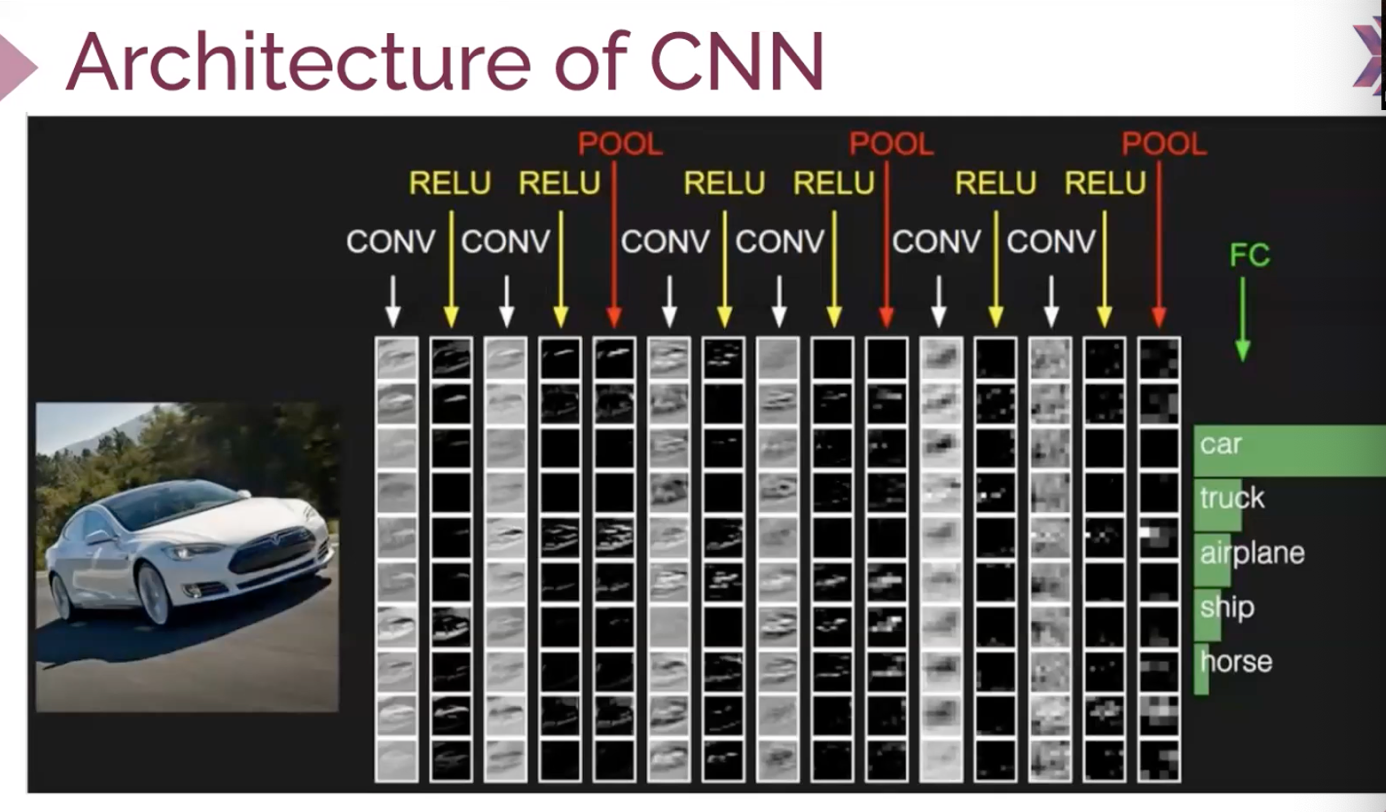 Architecture of CNN
POOL POOL POOL
RELU RELU RELU RELU RELU RELU
CONV CONV CONV CONV CONV CONV
FC
car
truck
airplane
ship
horse